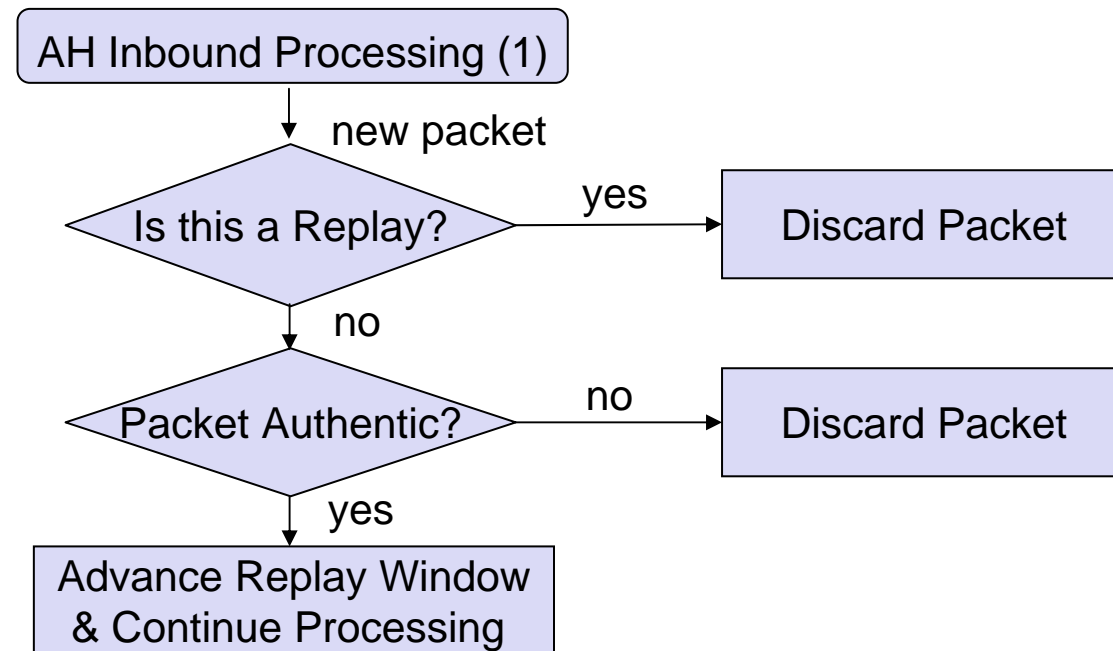 AH Inbound Processing (1)
new packet
Is this a Replay?
yes
Discard Packet
no
Packet Authentic?
no
Discard Packet
yes
Advance Replay Window
& Continue Processing